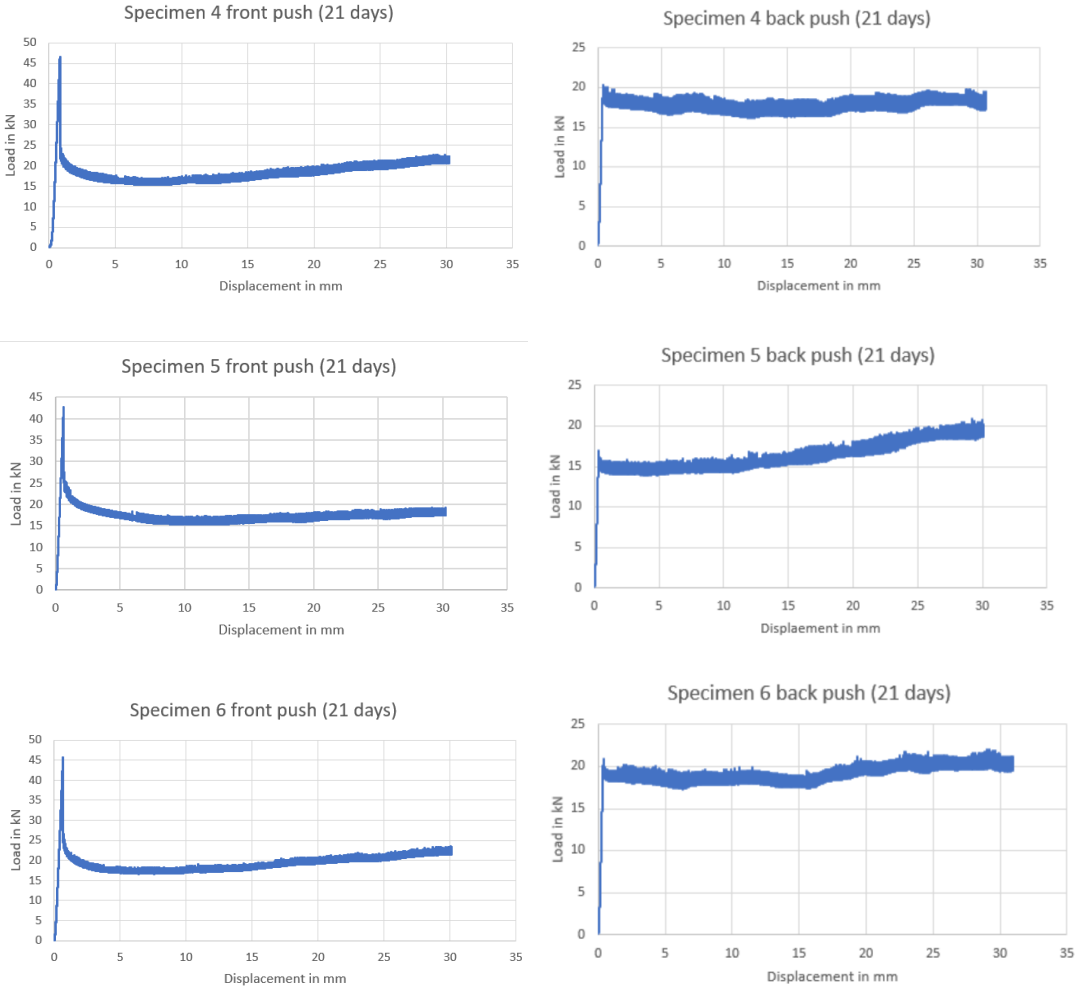 Specimen 4 front push (21 days)
50
45
40
35
30
25
20
15
10
5
0
Load in kN
0 5 10 15 20 25 30 35
Displacement in mm
Specimen 4 back push (21 days)
25
20
15
10
5
0
Load in kN
0 5 10 15 20 25 30 35
Displacement in mm
Specimen 5 front push (21 days)
45
40
35
30
25
20
15
10
5
0
Load in kN
0 5 10 15 20 25 30 35
Displacement in mm
Specimen 5 back push (21 days)
25
20
15
10
5
0
Load in kN
0 5 10 15 20 25 30 35
Displaement in mm
Specimen 6 front push (21 days)
50
45
40
35
30
25
20
15
10
5
0
Load in kN
0 5 10 15 20 25 30 35
Displacement in mm
Specimen 6 back push (21 days)
25
20
15
10
5
0
Load in kN
0 5 10 15 20 25 30 35
Displacement in mm